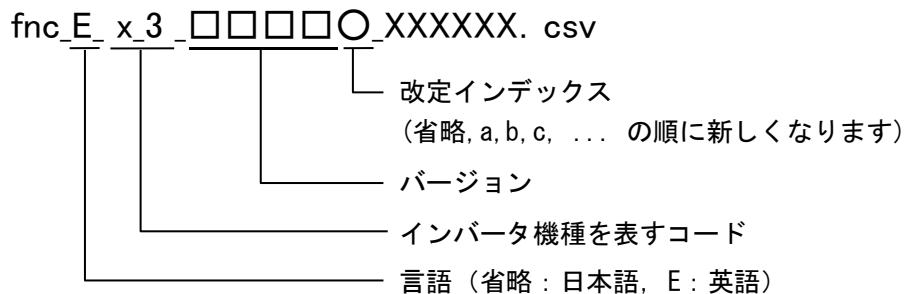 fnc_E_ x_3 _□□□□○_XXXXXX. csv
改定インデックス
(省略,a,b,c, ... の順に新しくなります)
バージョン
インバータ機種を表すコード
言語(省略:日本語, E:英語)